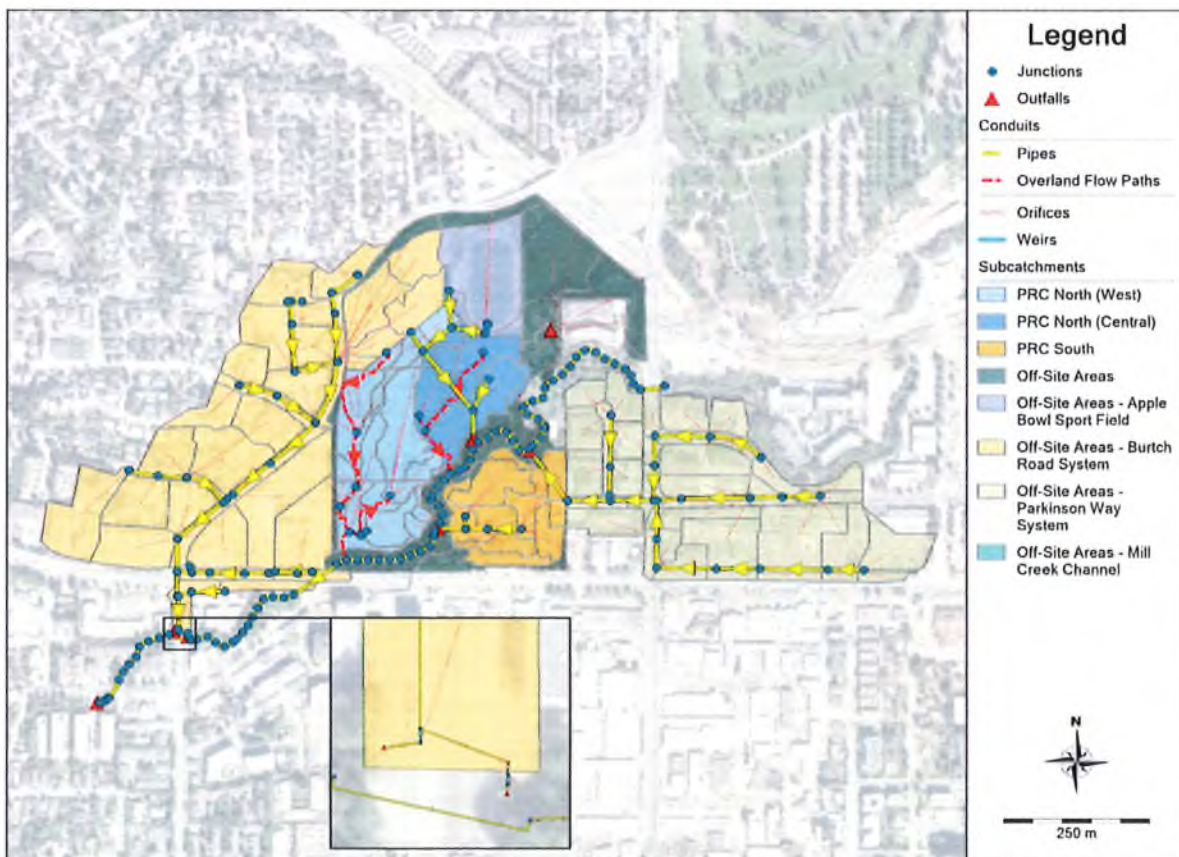 Legend
Junctions
Outfalls
Conduits
Pipes
Overland Flow Paths
Orifices
Weirs
Subcatchments
PRC North (West)
PRC North (Central)
PRC South
Off-Site Areas
Off-Site Areas - Apple
Bowl Sport Field
Off-Site Areas - Burtch
Road System
Off-Site Areas -
Parkinson Way
System
Off-Site Areas - Mill
Creek Channel
N
250 m